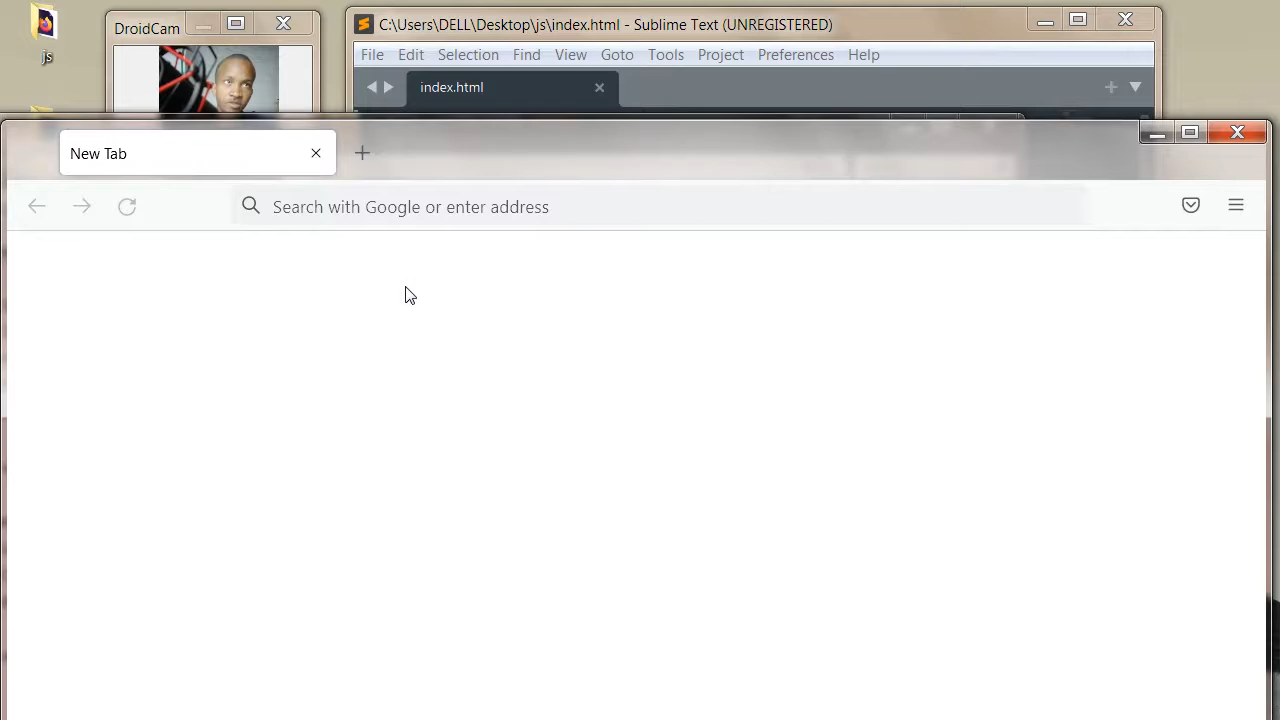 js
DroidCam
C:\Users\DELL\Desktop\js\index.html - Sublime Text (UNREGISTERED)
File Edit Selection Find View Goto Tools Project Preferences Help
index.html
New Tab
Search with Google or enter address